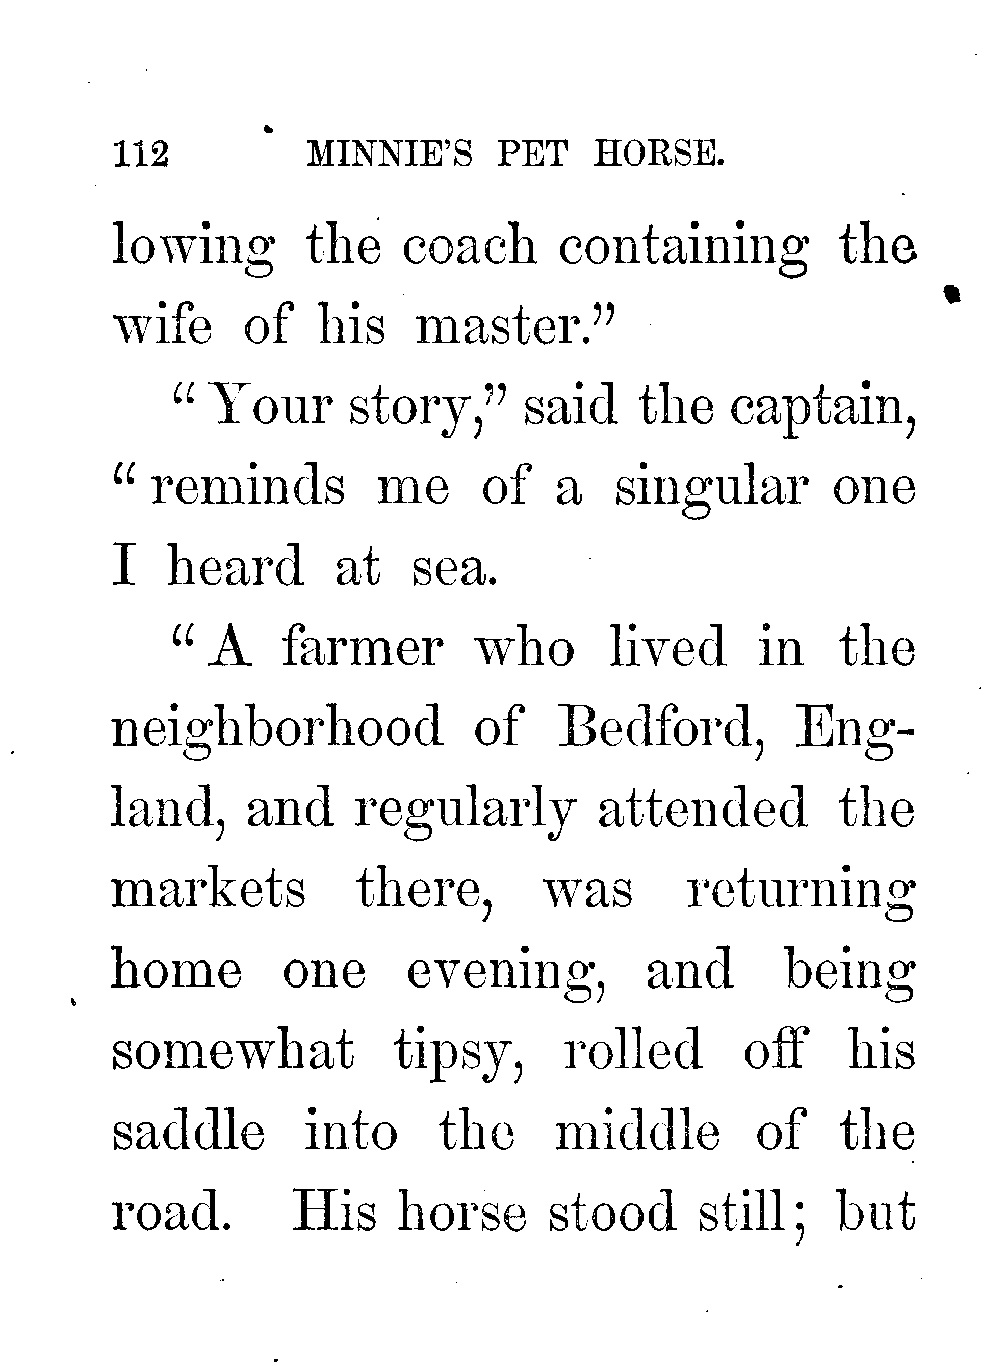 112 MINNIE'S PET HORSE.
lowing the coach containing the
wife of his master.”
“Your story,” said the captain,
“reminds me of a singular one
I heard at sea.
“A farmer who lived in the
neighborhood of Bedford, Eng-
land, and regularly attended the
markets there, was returning
home one evening, and being
somewhat tipsy, rolled off his
saddle into the middle of the
road. His horse stood still; but